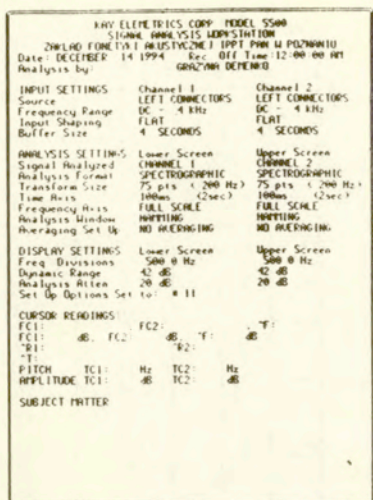 KAY ELEMETRICS CORP MODEL 5500
SIGNAL ANALYSIS WORKSTATION
ZAKLAD FONETYKI AKUSTYCZNEJ IPPT PAN W POZNANIU
Date: DECEMBER 14 1994 Rec Off Time:12:00 00 AM
Analysis by: GRAZYNA DEMENKO
INPUT SETTINGS Channel 1 Channel 2
Source LEFT CONNECTORS LEFT CONNECTORS
Frequency Range DC - 4 kHz DC - 4 kHz
Input Shaping FLAT FLAT
Buffer Size 4 SECONDS 4 SECONDS
ANALYSIS SETTINGS Lower Screen Upper Screen
Signal Analyzed CHANNEL 1 CHANNEL 2
Analysis Format SPECTROGRAPHIC SPECTROGRAPHIC
Transform Size 75 pts ( 200 Hz) 75 pts ( 200 Hz)
Time Axis 100ms (2sec) 100ms (2sec)
Frequency Axis FULL SCALE FULL SCALE
Analysis Window HAMMING HAMMING
Averaging Set Up NO AVERAGING NO AVERAGING
DISPLAY SETTINGS Lower Screen Upper Screen
Freq Divisions 500 0 Hz 500 0 Hz
Dynamic Range 42 dB 42 dB
Analysis Atten 20 dB 20 dB
Set Up Options Set to: # 11
CURSOR READINGS:
FC1: FC2: , ^F:
FC1: dB, FC2: dB, ^F: dB
^R1: ^R2:
^T:
PITCH TC1: Hz TC2: Hz
AMPLITUDE TC1: dB TC2: dB
SUBJECT MATTER